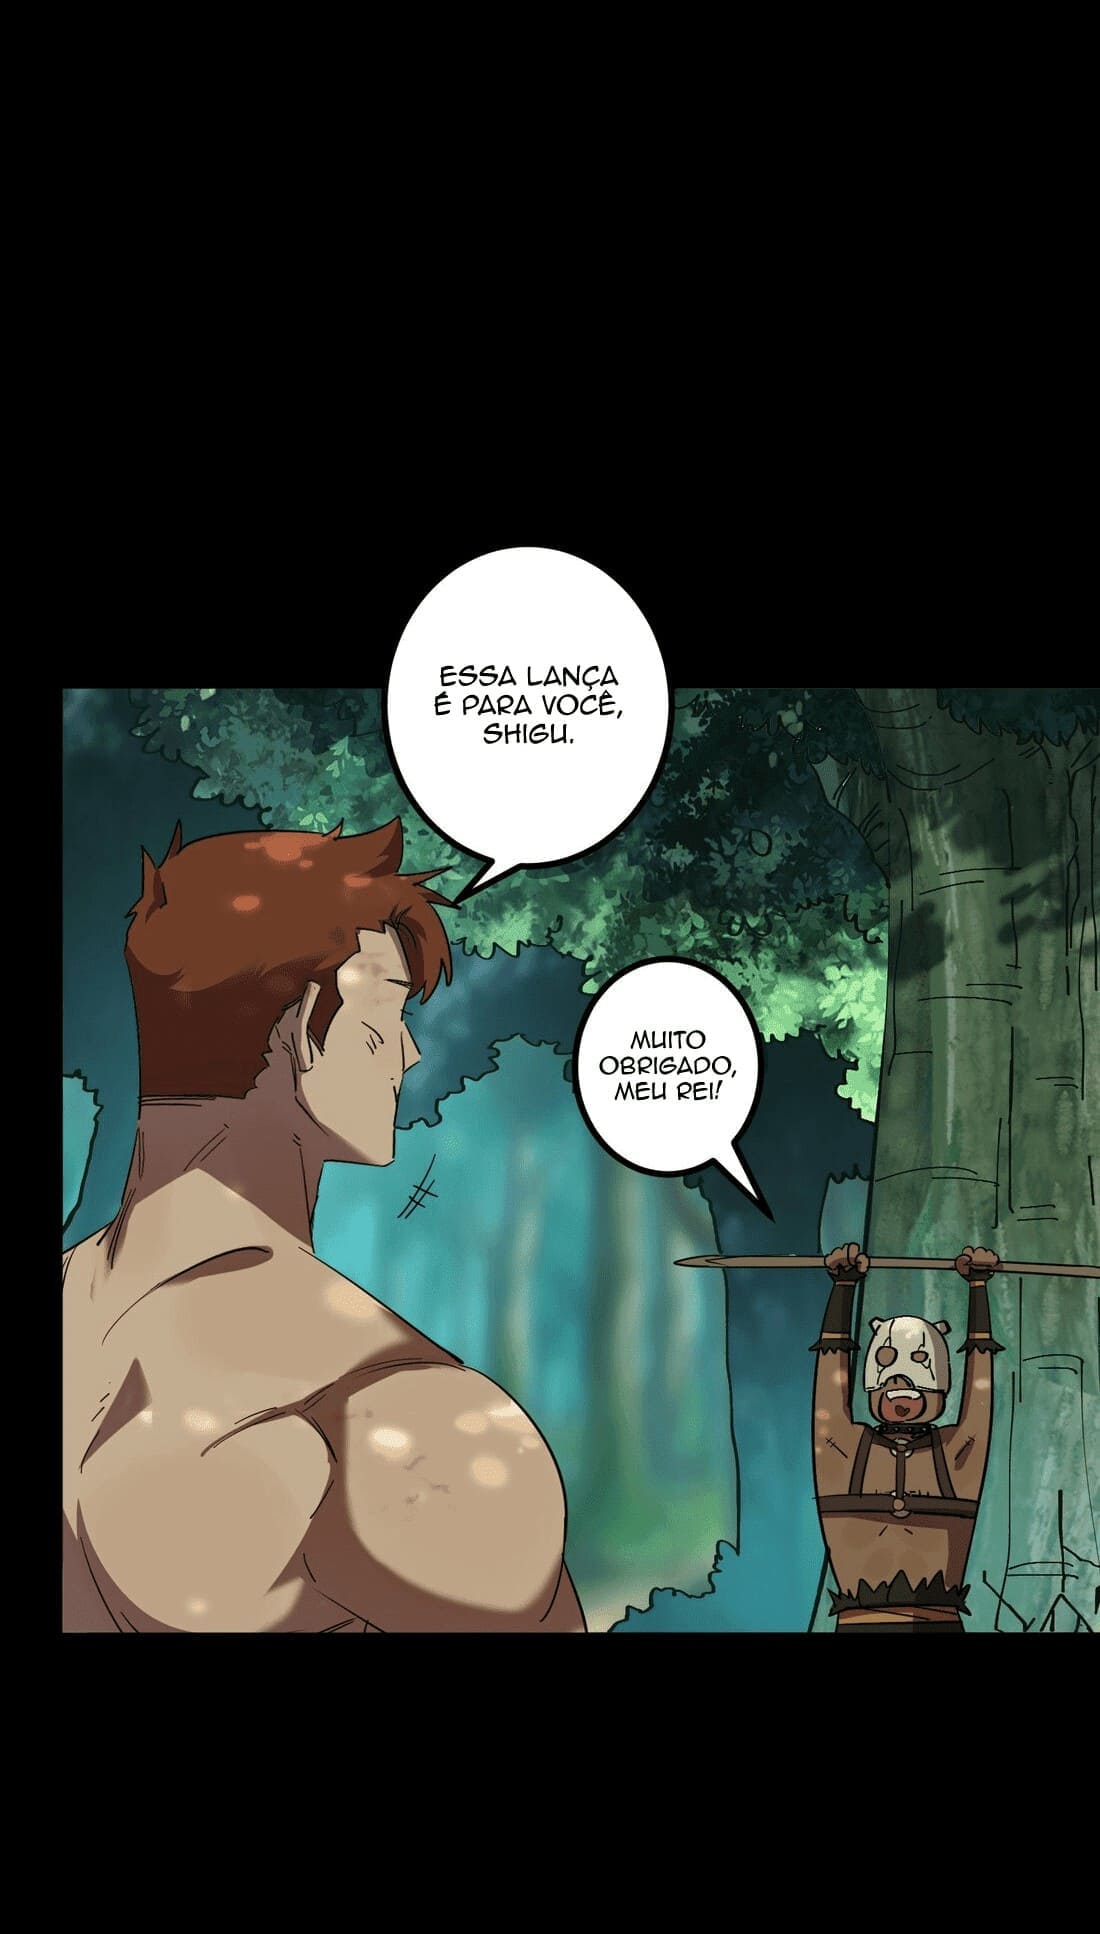 ESSA LANÇA
É PARA VOCÊ,
SHIGU.
MUITO
OBRIGADO,
MEU REI!